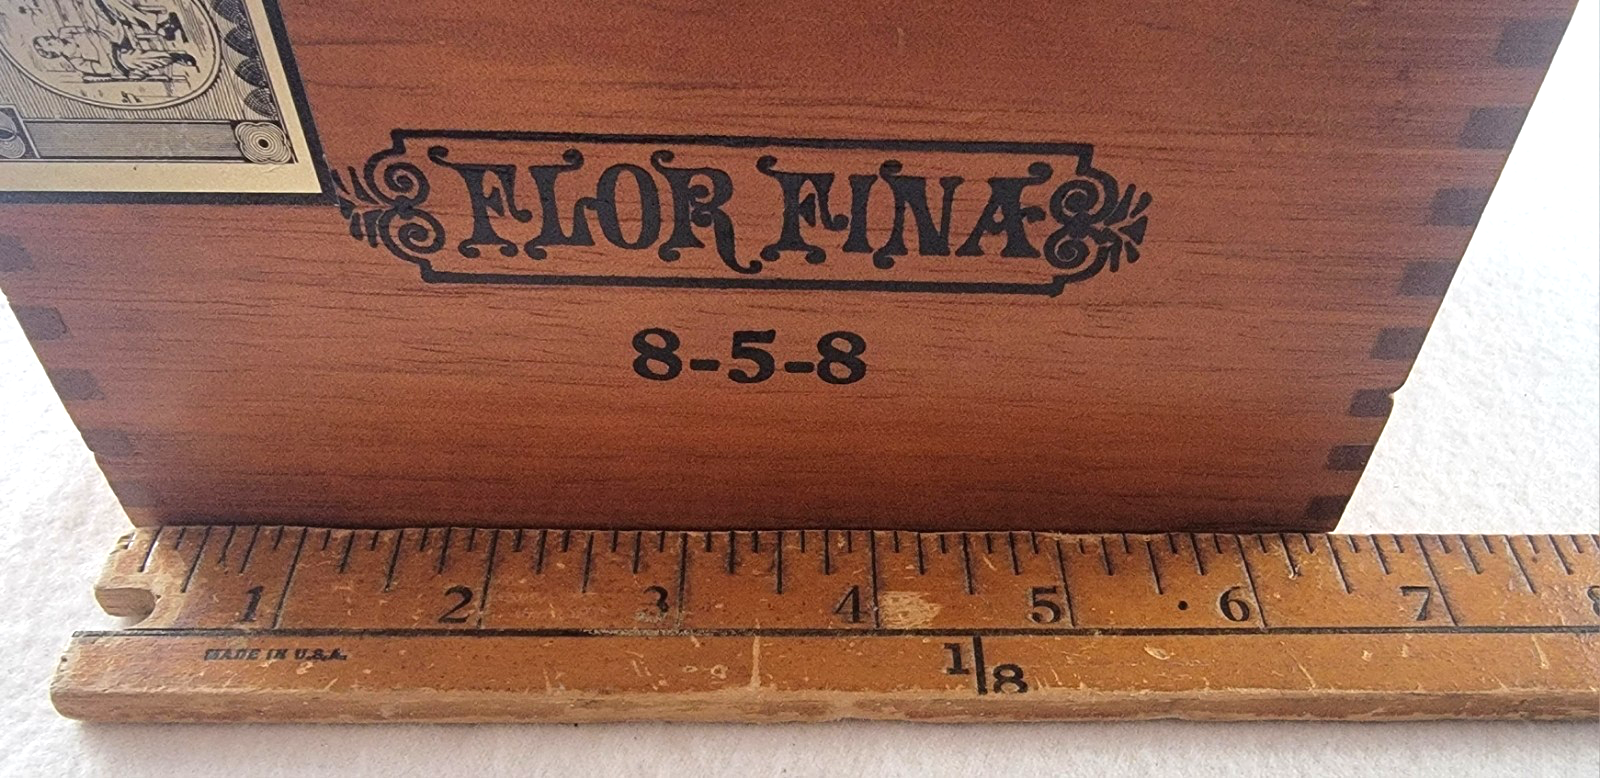 FLOR FINA
8-5-8
1 2 3 4 5 6 7
MADE IN U.S.A.
1/8